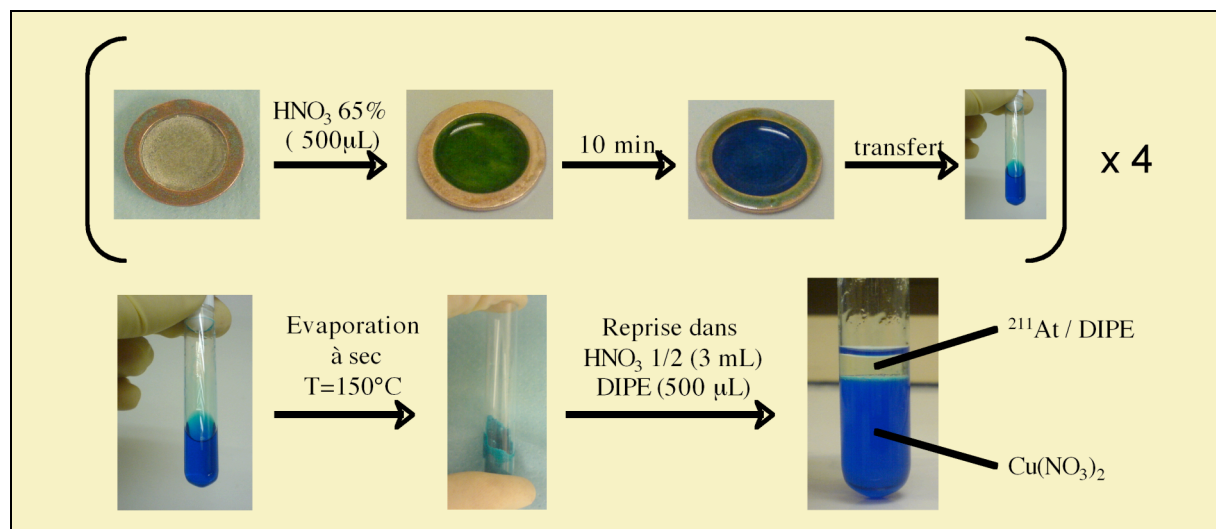 HNO₃ 65%
( 500µL)
10 min.
transfert
x 4
Evaporation
à sec
T=150°C
Reprise dans
HNO₃ 1/2 (3 mL)
DIPE (500 µL)
²¹¹At / DIPE
Cu(NO₃)₂